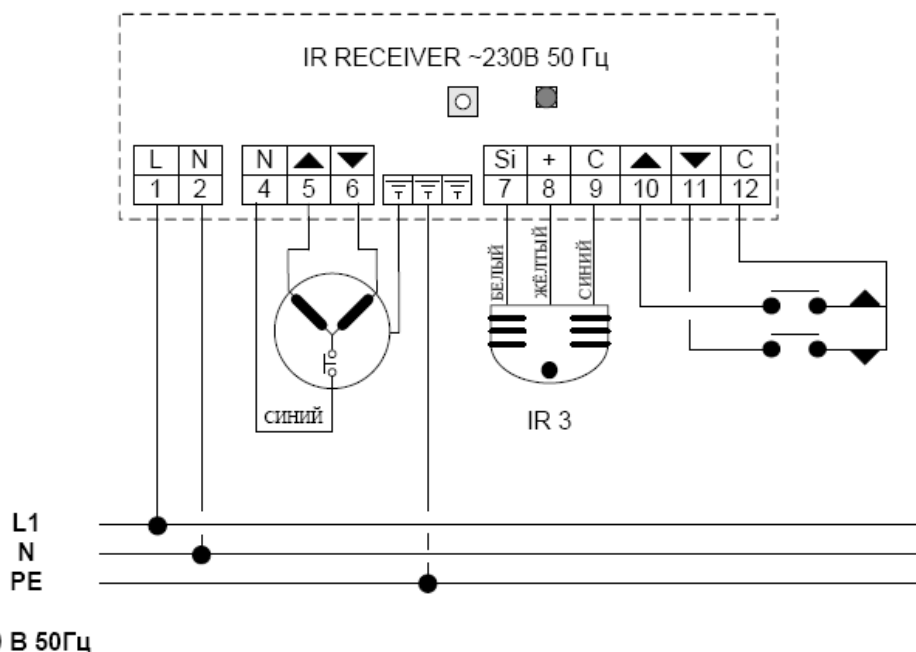 IR RECEIVER ~230В 50 Гц
L N N Si + C C
1 2 4 5 6 7 8 9 10 11 12
БЕЛЫЙ
ЖЁЛТЫЙ
СИНИЙ
СИНИЙ
IR 3
L1
N
PE
В 50Гц